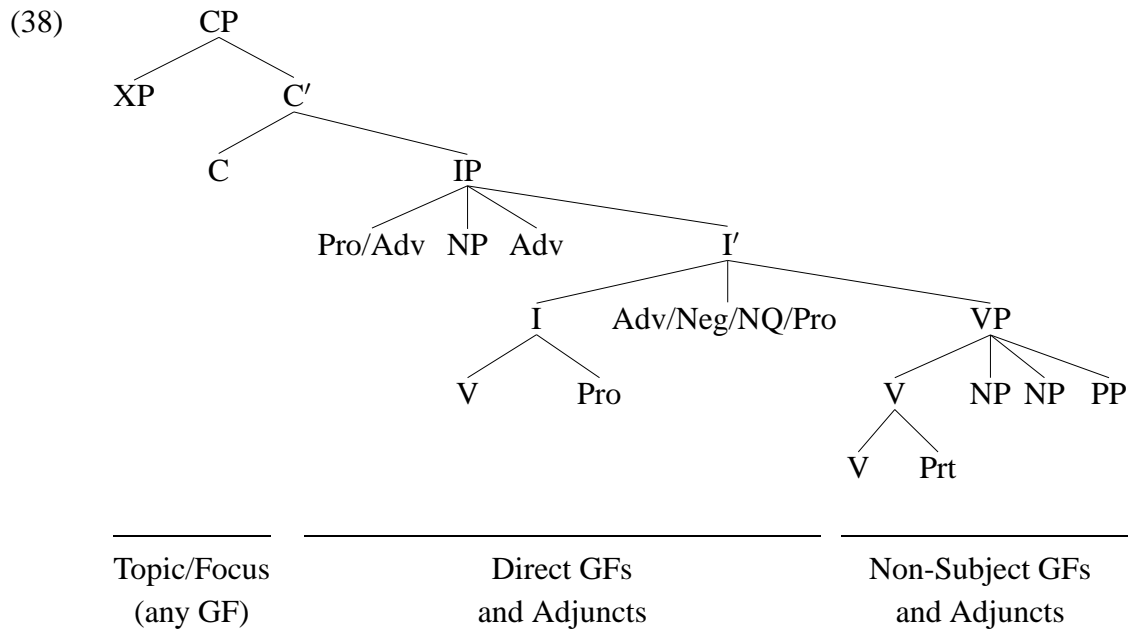 (38) CP
XP C′
C IP
Pro/Adv NP Adv I′
I Adv/Neg/NQ/Pro VP
V Pro V NP NP PP
V Prt
Topic/Focus Direct GFs Non-Subject GFs
(any GF) and Adjuncts and Adjuncts